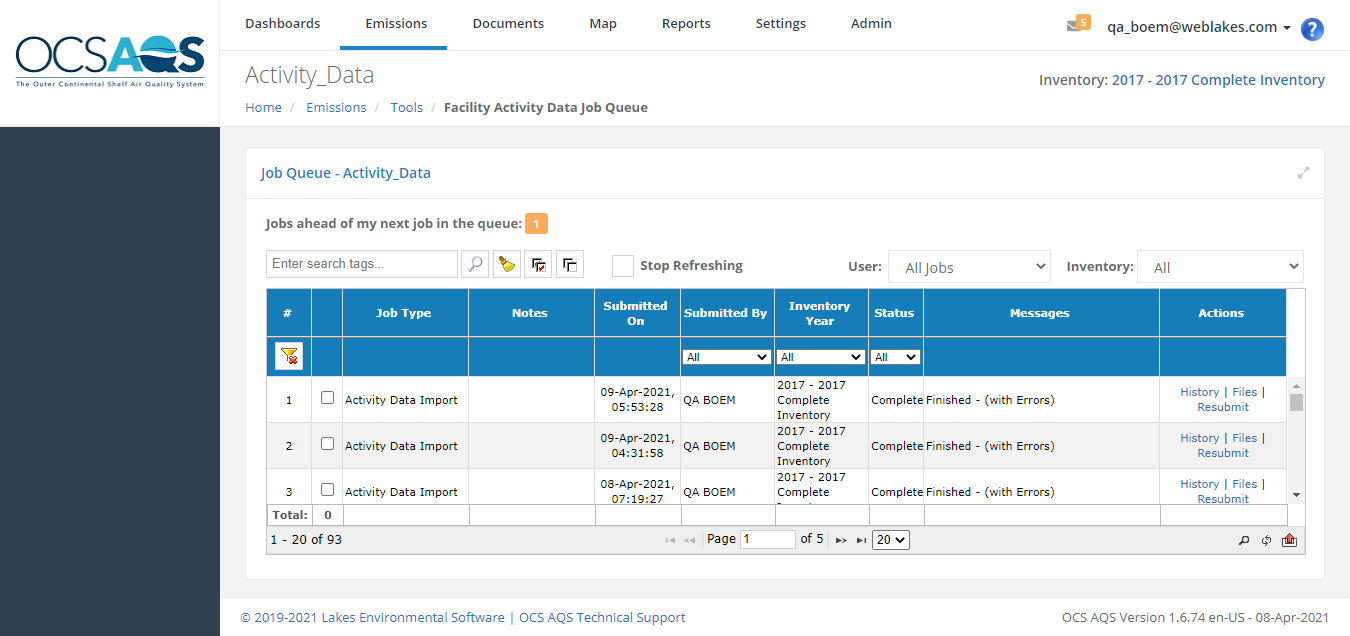 Dashboards Emissions Documents Map Reports Settings Admin 5 qa_boem@weblakes.com ?
OCSAQS
The Outer Continental Shelf Air Quality System
Activity_Data
Inventory: 2017 - 2017 Complete Inventory
Home / Emissions / Tools / Facility Activity Data Job Queue
Job Queue - Activity_Data
Jobs ahead of my next job in the queue: 1
Enter search tags... Stop Refreshing User: All Jobs Inventory: All
# Job Type Notes Submitted On Submitted By Inventory Year Status Messages Actions
All All All
1 Activity Data Import 09-Apr-2021, 05:53:28 QA BOEM 2017 - 2017 Complete Inventory Complete Finished - (with Errors) History | Files | Resubmit
2 Activity Data Import 09-Apr-2021, 04:31:58 QA BOEM 2017 - 2017 Complete Inventory Complete Finished - (with Errors) History | Files | Resubmit
3 Activity Data Import 08-Apr-2021, 07:19:27 QA BOEM 2017 - 2017 Complete Complete Finished - (with Errors) History | Files | Resubmit
Total: 0
1 - 20 of 93 Page 1 of 5 20
© 2019-2021 Lakes Environmental Software | OCS AQS Technical Support OCS AQS Version 1.6.74 en-US - 08-Apr-2021